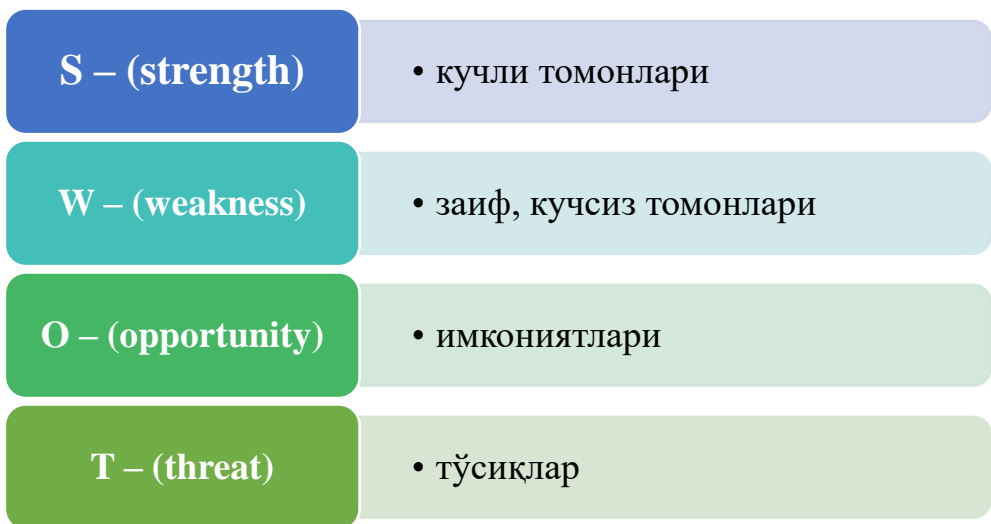 S – (strength)
• кучли томонлари
W – (weakness)
• заиф, кучсиз томонлари
O – (opportunity)
• имкониятлари
T – (threat)
• тўсиқлар